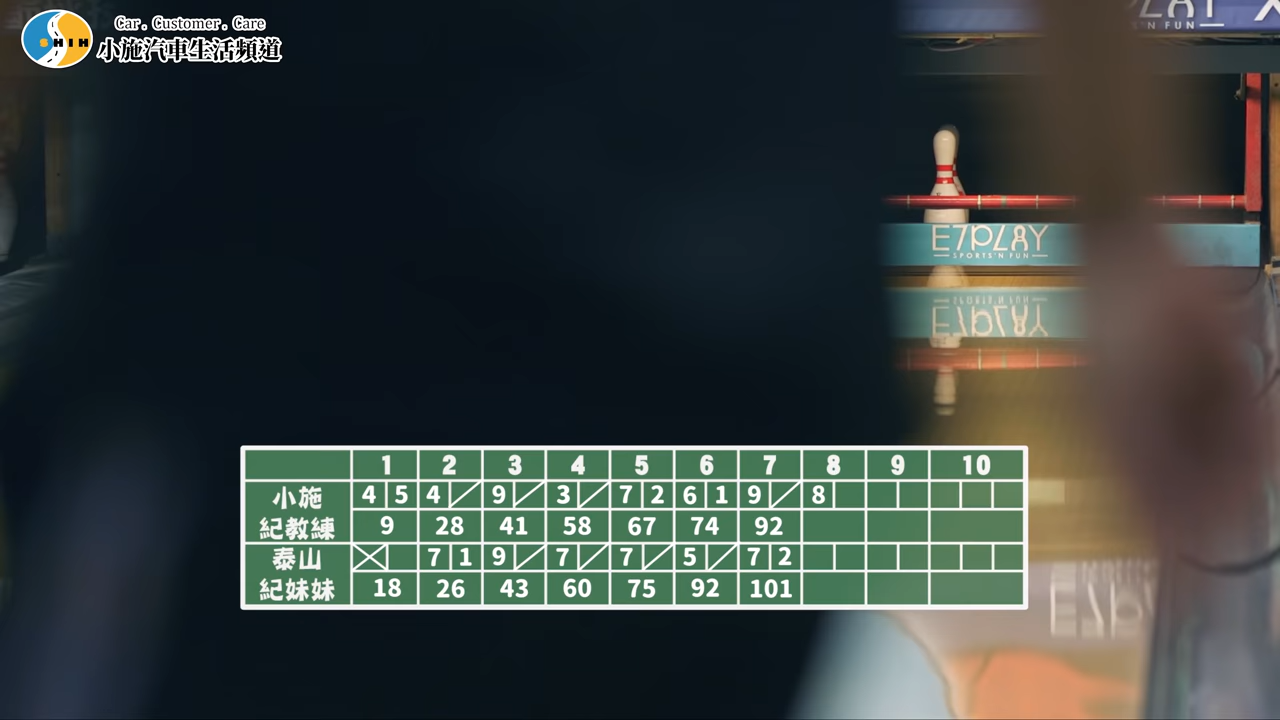 Car. Customer. Care
SHIH
小施汽車生活頻道
E7PLAY
SPORTS'N FUN
1 2 3 4 5 6 7 8 9 10
小施 4 5 4 / 9 / 3 / 7 2 6 1 9 / 8
紀教練 9 28 41 58 67 74 92
泰山 X 7 1 9 / 7 / 7 / 5 / 7 2
紀妹妹 18 26 43 60 75 92 101